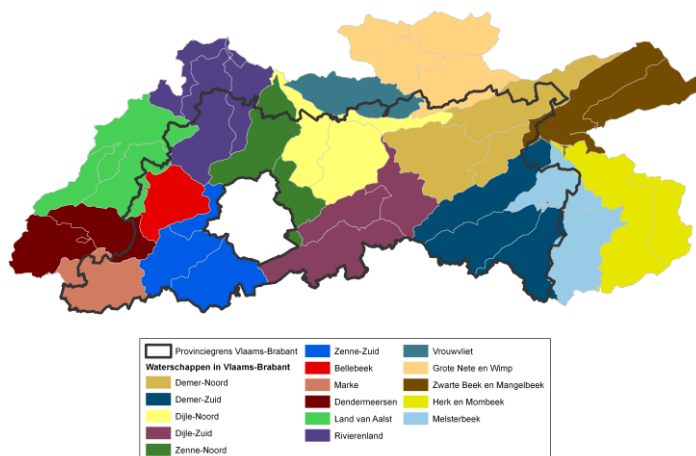 Provinciegrens Vlaams-Brabant
Waterschappen in Vlaams-Brabant
Demer-Noord
Demer-Zuid
Dijle-Noord
Dijle-Zuid
Zenne-Noord
Zenne-Zuid
Bellebeek
Marke
Dendermeersen
Land van Aalst
Rivierenland
Vrouwvliet
Grote Nete en Wimp
Zwarte Beek en Mangelbeek
Herk en Mombeek
Melsterbeek